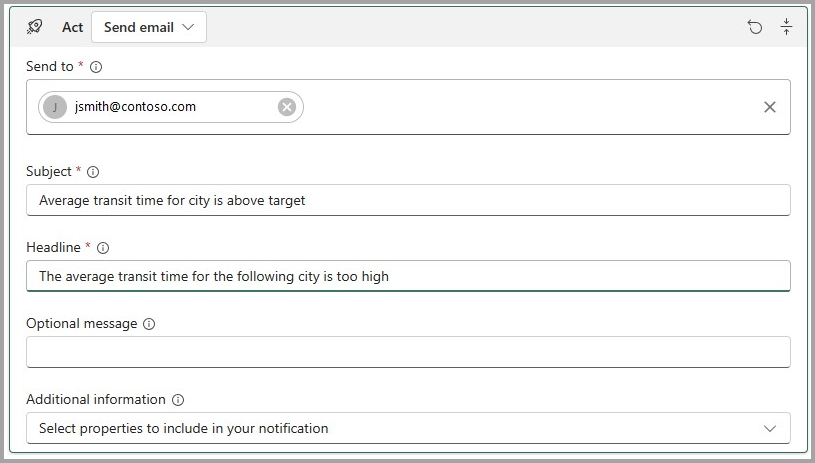 Act Send email
Send to *
J jsmith@contoso.com
Subject *
Average transit time for city is above target
Headline *
The average transit time for the following city is too high
Optional message
Additional information
Select properties to include in your notification